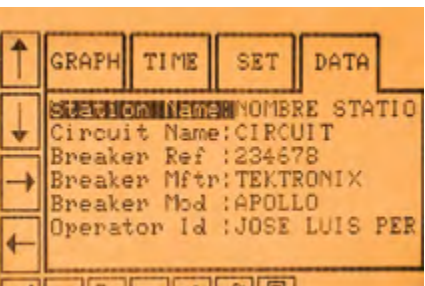 GRAPH TIME SET DATA
Station Name:NOMBRE STATIO
Circuit Name:CIRCUIT
Breaker Ref :234678
Breaker Mftr:TEKTRONIX
Breaker Mod :APOLLO
Operator Id :JOSE LUIS PER